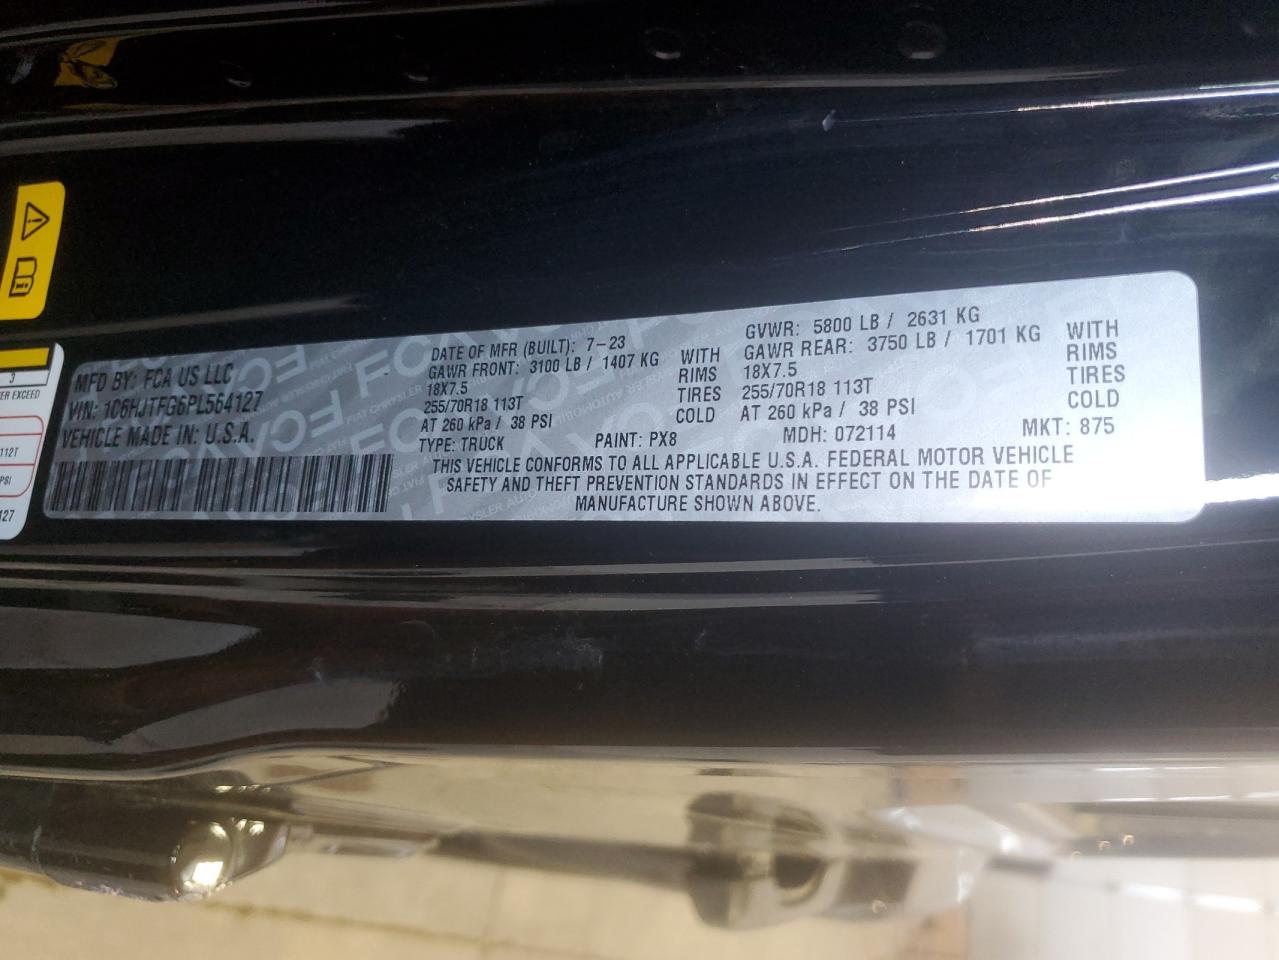 MFD BY: FCA US LLC
VIN: 1C6HJTFG6PL564127
VEHICLE MADE IN: U.S.A.
DATE OF MFR (BUILT): 7-23
GAWR FRONT: 3100 LB / 1407 KG WITH
18X7.5 RIMS
255/70R18 113T TIRES
AT 260 kPa / 38 PSI COLD
TYPE: TRUCK PAINT: PX8
GVWR: 5800 LB / 2631 KG
GAWR REAR: 3750 LB / 1701 KG WITH
18X7.5 RIMS
255/70R18 113T TIRES
AT 260 kPa / 38 PSI COLD
MDH: 072114 MKT: 875
THIS VEHICLE CONFORMS TO ALL APPLICABLE U.S.A. FEDERAL MOTOR VEHICLE
SAFETY AND THEFT PREVENTION STANDARDS IN EFFECT ON THE DATE OF
MANUFACTURE SHOWN ABOVE.
3
EXCEED
112T
PSI